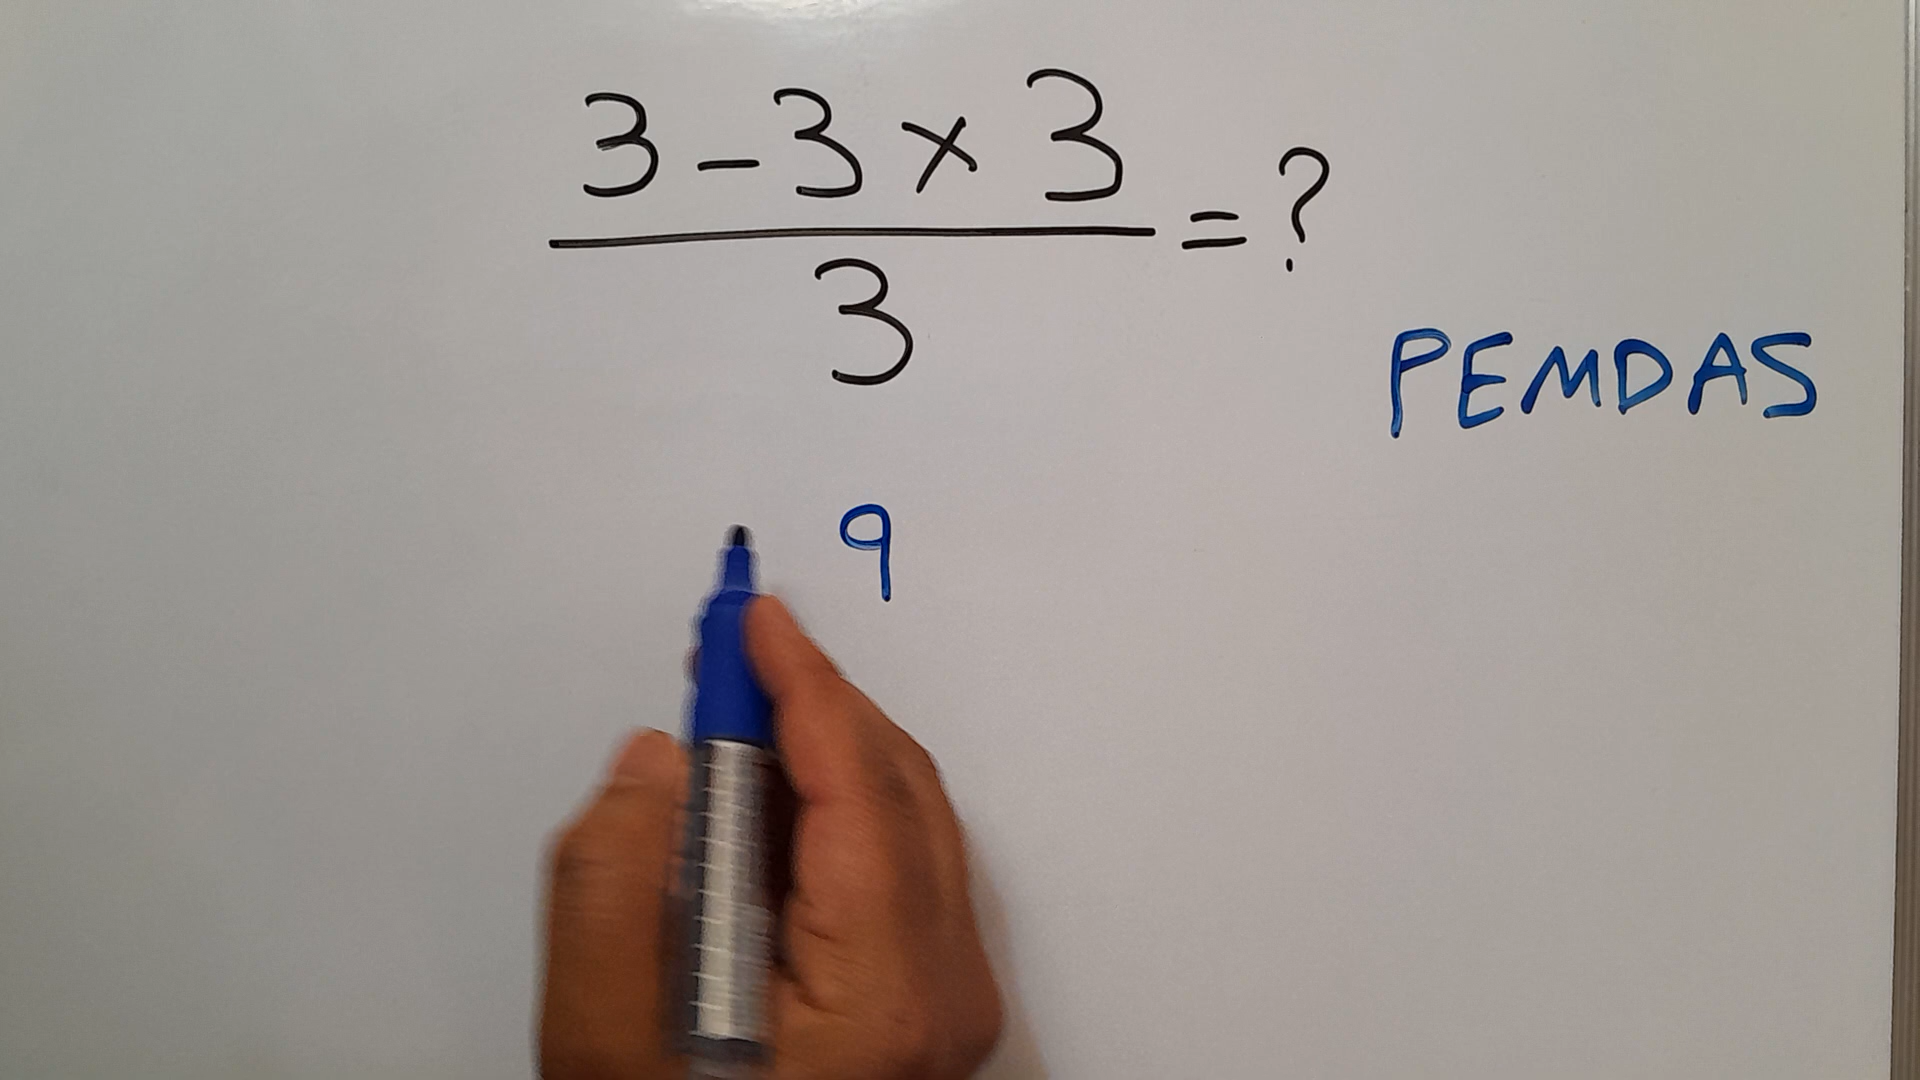 3 - 3 × 3
3
= ?
PEMDAS
9